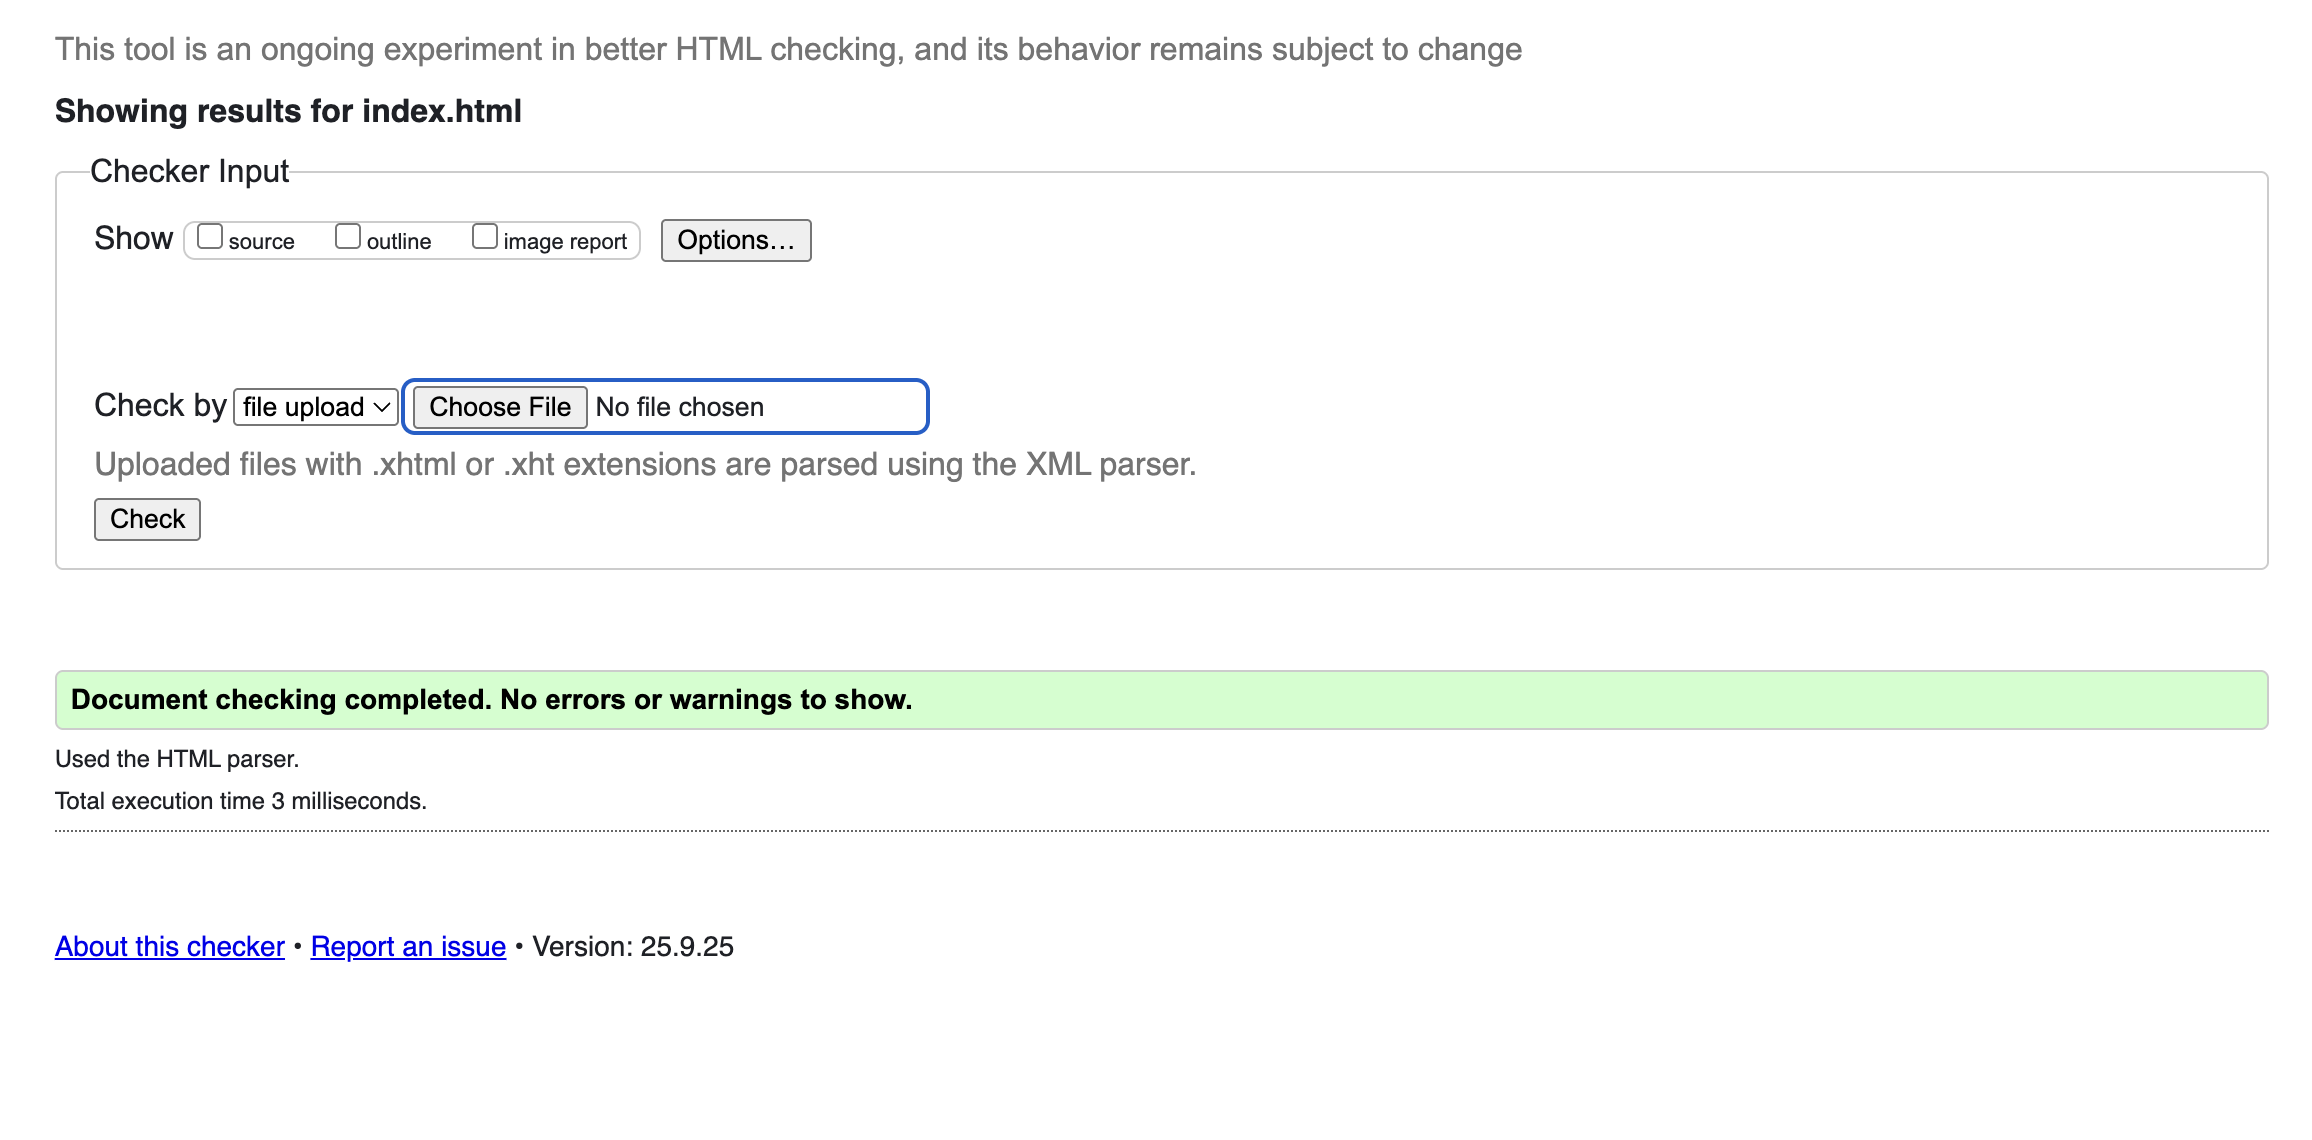 This tool is an ongoing experiment in better HTML checking, and its behavior remains subject to change
Showing results for index.html
Checker Input
Show source outline image report Options…
Check by file upload Choose File No file chosen
Uploaded files with .xhtml or .xht extensions are parsed using the XML parser.
Check
Document checking completed. No errors or warnings to show.
Used the HTML parser.
Total execution time 3 milliseconds.
About this checker • Report an issue • Version: 25.9.25